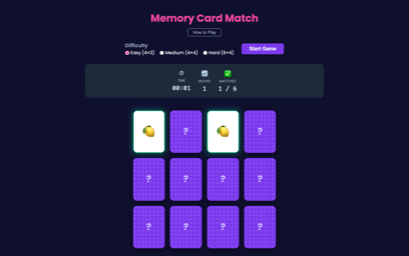 Memory Card Match
How to Play
Difficulty
Easy (4×3) Medium (4×4) Hard (6×4)
Start Game
TIME MOVES MATCHES
00:01 1 1 / 6
? ?
? ? ? ?
? ? ? ?